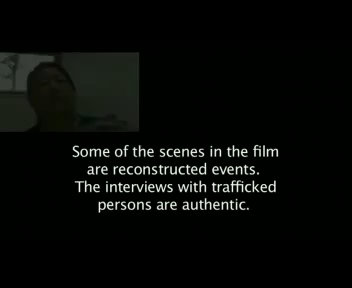 Some of the scenes in the film
are reconstructed events.
The interviews with trafficked
persons are authentic.